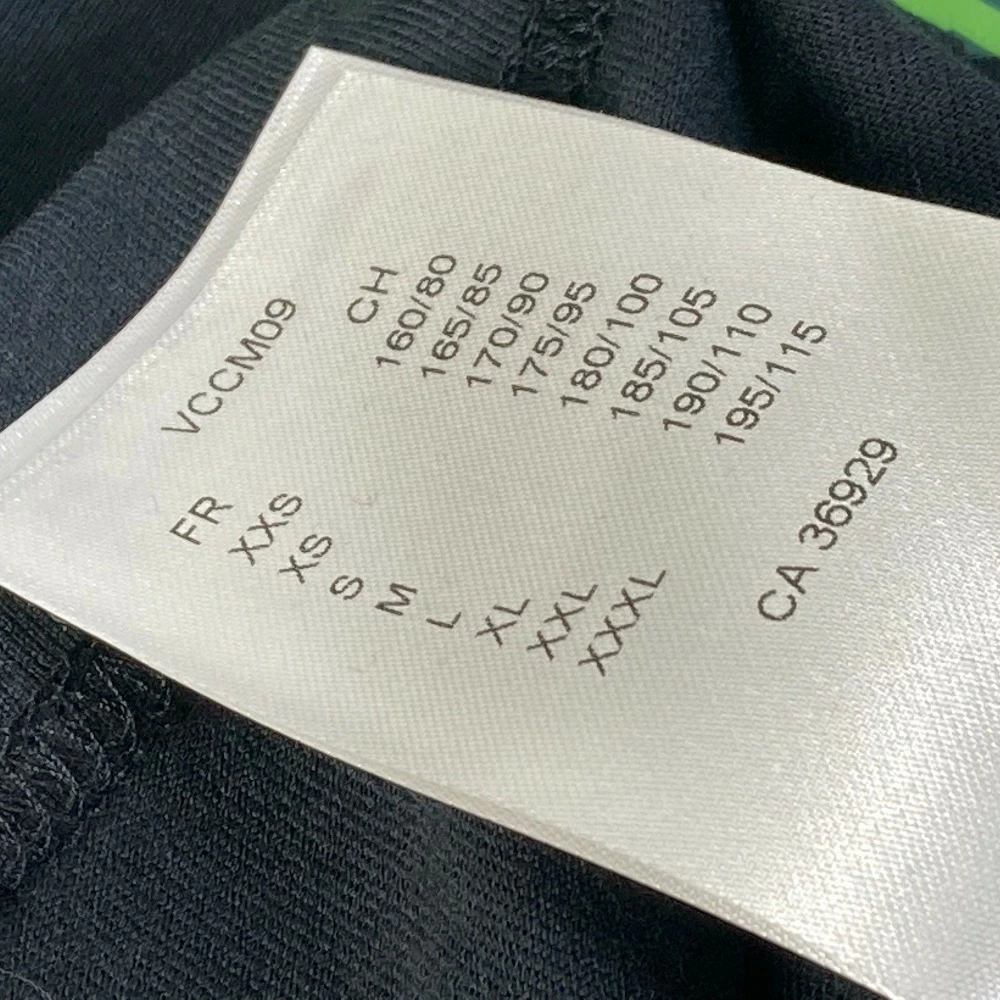 VCCM09
FR CH
XXS 160/80
XS 165/85
S 170/90
M 175/95
L 180/100
XL 185/105
XXL 190/110
XXXL 195/115
CA 36929